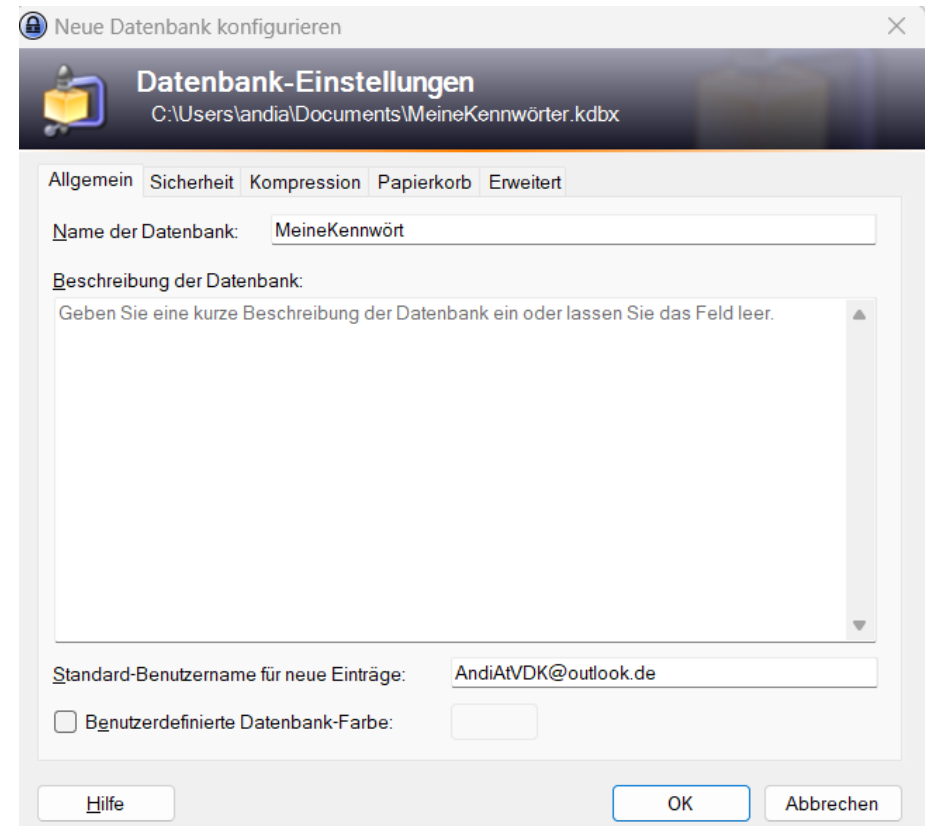 Neue Datenbank konfigurieren
Datenbank-Einstellungen
C:\Users\andia\Documents\MeineKennwörter.kdbx
Allgemein Sicherheit Kompression Papierkorb Erweitert
Name der Datenbank: MeineKennwört
Beschreibung der Datenbank:
Geben Sie eine kurze Beschreibung der Datenbank ein oder lassen Sie das Feld leer.
Standard-Benutzername für neue Einträge: AndiAtVDK@outlook.de
Benutzerdefinierte Datenbank-Farbe:
Hilfe OK Abbrechen